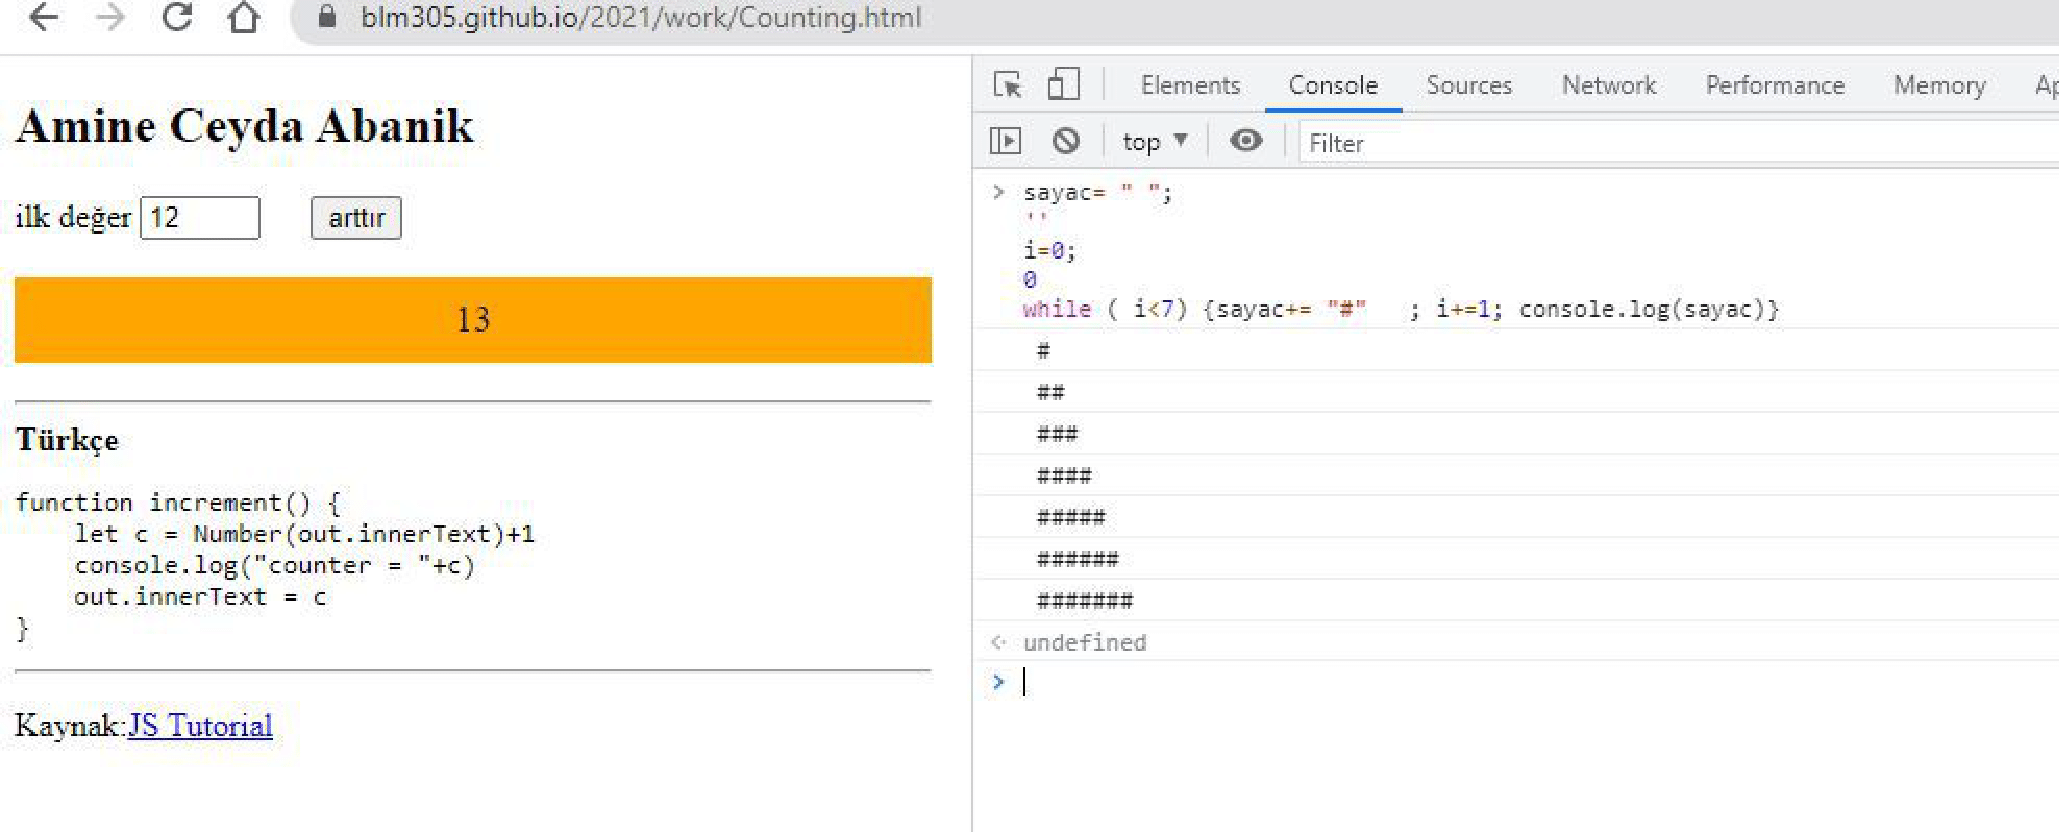 blm305.github.io/2021/work/Counting.html
Amine Ceyda Abanik
ilk değer 12 arttır
13
Türkçe
function increment() {
    let c = Number(out.innerText)+1
    console.log("counter = "+c)
    out.innerText = c
}
Kaynak:JS Tutorial
Elements Console Sources Network Performance Memory
top ▼ Filter
> sayac= " ";
''
i=0;
0
while ( i<7) {sayac+= "#"   ; i+=1; console.log(sayac)}
#
##
###
####
#####
######
#######
undefined
>